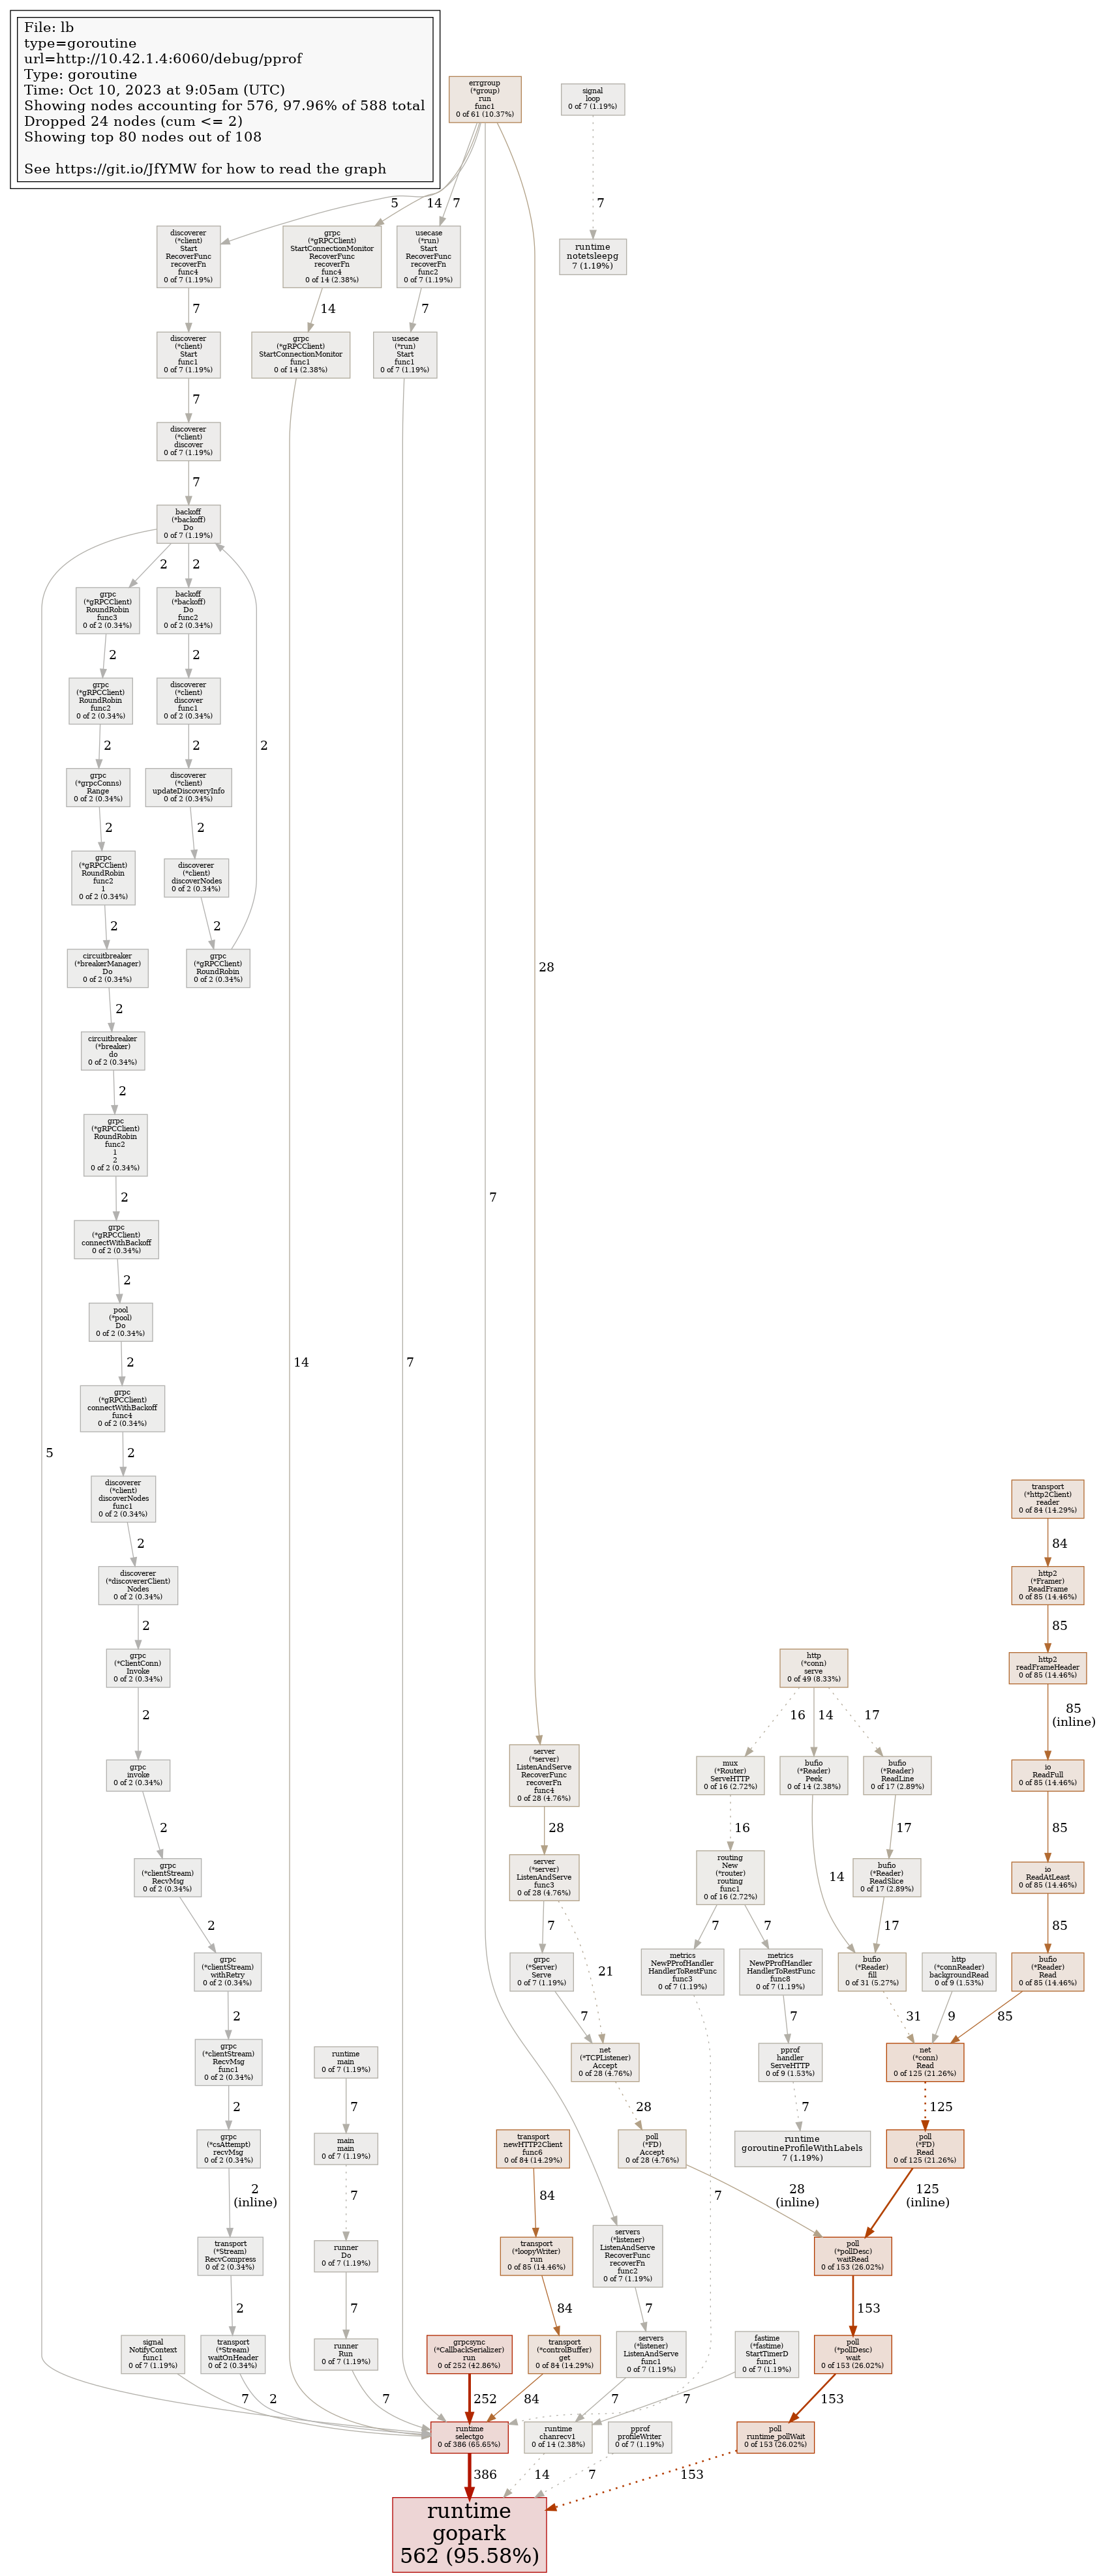 File: lb
type=goroutine
url=http://10.42.1.4:6060/debug/pprof
Type: goroutine
Time: Oct 10, 2023 at 9:05am (UTC)
Showing nodes accounting for 576, 97.96% of 588 total
Dropped 24 nodes (cum <= 2)
Showing top 80 nodes out of 108
See https://git.io/JfYMW for how to read the graph
errgroup
(*group)
run
func1
0 of 61 (10.37%)
signal
loop
0 of 7 (1.19%)
5
14
7
7
discoverer
(*client)
Start
RecoverFunc
recoverFn
func4
0 of 7 (1.19%)
grpc
(*gRPCClient)
StartConnectionMonitor
RecoverFunc
recoverFn
func4
0 of 14 (2.38%)
usecase
(*run)
Start
RecoverFunc
recoverFn
func2
0 of 7 (1.19%)
runtime
notetsleepg
7 (1.19%)
7
14
7
discoverer
(*client)
Start
func1
0 of 7 (1.19%)
grpc
(*gRPCClient)
StartConnectionMonitor
func1
0 of 14 (2.38%)
usecase
(*run)
Start
func1
0 of 7 (1.19%)
7
discoverer
(*client)
discover
0 of 7 (1.19%)
7
backoff
(*backoff)
Do
0 of 7 (1.19%)
2
2
grpc
(*gRPCClient)
RoundRobin
func3
0 of 2 (0.34%)
backoff
(*backoff)
Do
func2
0 of 2 (0.34%)
2
2
grpc
(*gRPCClient)
RoundRobin
func2
0 of 2 (0.34%)
discoverer
(*client)
discover
func1
0 of 2 (0.34%)
2
2
2
grpc
(*grpcConns)
Range
0 of 2 (0.34%)
discoverer
(*client)
updateDiscoveryInfo
0 of 2 (0.34%)
2
2
grpc
(*gRPCClient)
RoundRobin
func2
1
0 of 2 (0.34%)
discoverer
(*client)
discoverNodes
0 of 2 (0.34%)
2
2
circuitbreaker
(*breakerManager)
Do
0 of 2 (0.34%)
grpc
(*gRPCClient)
RoundRobin
0 of 2 (0.34%)
28
2
circuitbreaker
(*breaker)
do
0 of 2 (0.34%)
2
grpc
(*gRPCClient)
RoundRobin
func2
1
2
0 of 2 (0.34%)
2
7
grpc
(*gRPCClient)
connectWithBackoff
0 of 2 (0.34%)
2
pool
(*pool)
Do
0 of 2 (0.34%)
2
14
7
grpc
(*gRPCClient)
connectWithBackoff
func4
0 of 2 (0.34%)
5
2
discoverer
(*client)
discoverNodes
func1
0 of 2 (0.34%)
transport
(*http2Client)
reader
0 of 84 (14.29%)
2
84
discoverer
(*discovererClient)
Nodes
0 of 2 (0.34%)
http2
(*Framer)
ReadFrame
0 of 85 (14.46%)
2
85
grpc
(*ClientConn)
Invoke
0 of 2 (0.34%)
http
(*conn)
serve
0 of 49 (8.33%)
http2
readFrameHeader
0 of 85 (14.46%)
2
16
14
17
85
(inline)
grpc
invoke
0 of 2 (0.34%)
server
(*server)
ListenAndServe
RecoverFunc
recoverFn
func4
0 of 28 (4.76%)
mux
(*Router)
ServeHTTP
0 of 16 (2.72%)
bufio
(*Reader)
Peek
0 of 14 (2.38%)
bufio
(*Reader)
ReadLine
0 of 17 (2.89%)
io
ReadFull
0 of 85 (14.46%)
2
28
16
17
85
grpc
(*clientStream)
RecvMsg
0 of 2 (0.34%)
server
(*server)
ListenAndServe
func3
0 of 28 (4.76%)
routing
New
(*router)
routing
func1
0 of 16 (2.72%)
14
bufio
(*Reader)
ReadSlice
0 of 17 (2.89%)
io
ReadAtLeast
0 of 85 (14.46%)
2
7
7
7
17
85
grpc
(*clientStream)
withRetry
0 of 2 (0.34%)
grpc
(*Server)
Serve
0 of 7 (1.19%)
21
metrics
NewPProfHandler
HandlerToRestFunc
func3
0 of 7 (1.19%)
metrics
NewPProfHandler
HandlerToRestFunc
func8
0 of 7 (1.19%)
bufio
(*Reader)
fill
0 of 31 (5.27%)
http
(*connReader)
backgroundRead
0 of 9 (1.53%)
bufio
(*Reader)
Read
0 of 85 (14.46%)
2
7
7
31
9
85
grpc
(*clientStream)
RecvMsg
func1
0 of 2 (0.34%)
runtime
main
0 of 7 (1.19%)
net
(*TCPListener)
Accept
0 of 28 (4.76%)
pprof
handler
ServeHTTP
0 of 9 (1.53%)
net
(*conn)
Read
0 of 125 (21.26%)
2
7
28
7
125
grpc
(*csAttempt)
recvMsg
0 of 2 (0.34%)
main
main
0 of 7 (1.19%)
transport
newHTTP2Client
func6
0 of 84 (14.29%)
poll
(*FD)
Accept
0 of 28 (4.76%)
runtime
goroutineProfileWithLabels
7 (1.19%)
poll
(*FD)
Read
0 of 125 (21.26%)
2
(inline)
7
84
7
28
(inline)
125
(inline)
transport
(*Stream)
RecvCompress
0 of 2 (0.34%)
runner
Do
0 of 7 (1.19%)
transport
(*loopyWriter)
run
0 of 85 (14.46%)
servers
(*listener)
ListenAndServe
RecoverFunc
recoverFn
func2
0 of 7 (1.19%)
poll
(*pollDesc)
waitRead
0 of 153 (26.02%)
2
7
84
7
153
signal
NotifyContext
func1
0 of 7 (1.19%)
transport
(*Stream)
waitOnHeader
0 of 2 (0.34%)
runner
Run
0 of 7 (1.19%)
grpcsync
(*CallbackSerializer)
run
0 of 252 (42.86%)
transport
(*controlBuffer)
get
0 of 84 (14.29%)
servers
(*listener)
ListenAndServe
func1
0 of 7 (1.19%)
fastime
(*fastime)
StartTimerD
func1
0 of 7 (1.19%)
poll
(*pollDesc)
wait
0 of 153 (26.02%)
7
2
7
252
84
7
7
153
runtime
selectgo
0 of 386 (65.65%)
runtime
chanrecv1
0 of 14 (2.38%)
pprof
profileWriter
0 of 7 (1.19%)
poll
runtime_pollWait
0 of 153 (26.02%)
386
14
7
153
runtime
gopark
562 (95.58%)